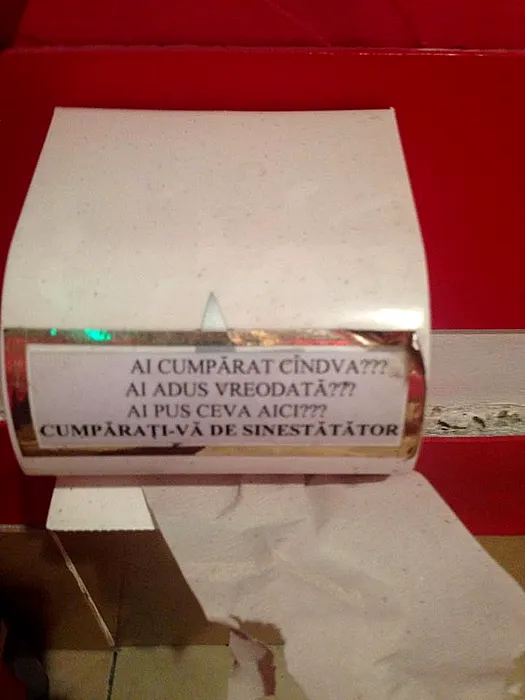 AI CUMPĂRAT CÎNDVA???
AI ADUS VREODATĂ???
AI PUS CEVA AICI???
CUMPĂRAȚI-VĂ DE SINESTĂTĂTOR